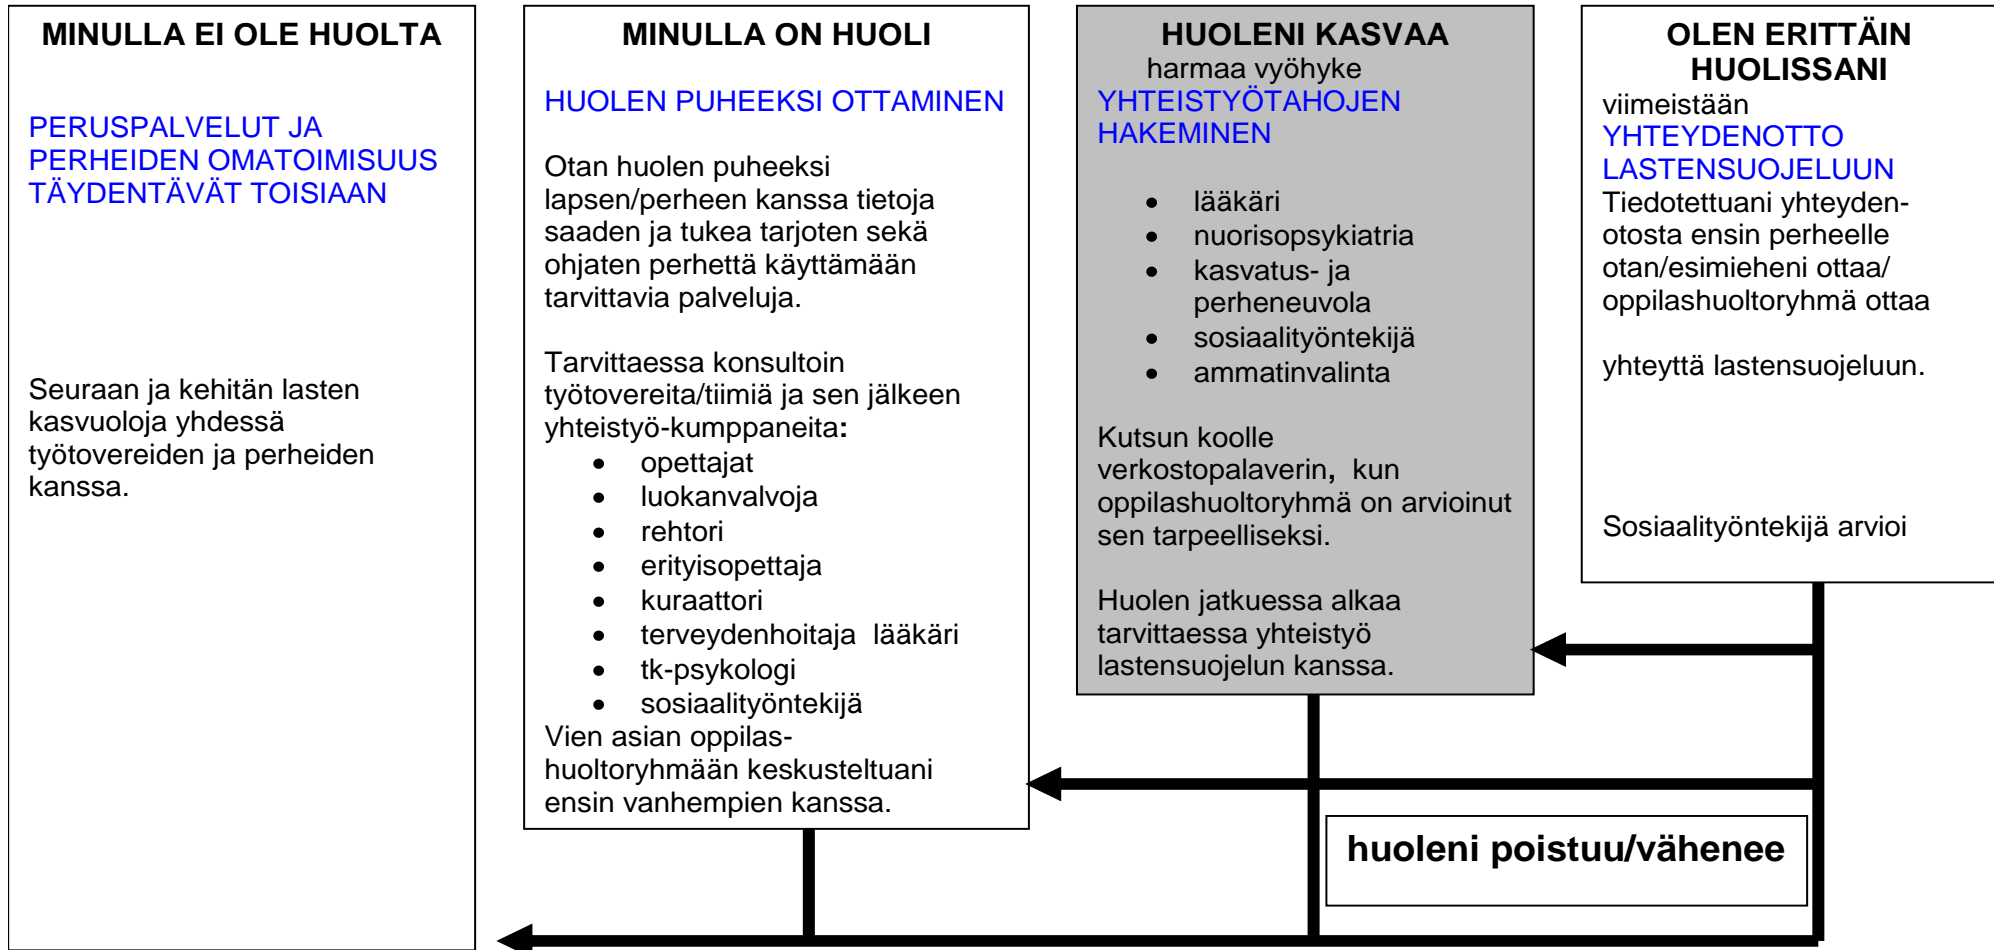 MINULLA EI OLE HUOLTA
PERUSPALVELUT JA
PERHEIDEN OMATOIMISUUS
TÄYDENTÄVÄT TOISIAAN
Seuraan ja kehitän lasten
kasvuoloja yhdessä
työtovereiden ja perheiden
kanssa.
MINULLA ON HUOLI
HUOLEN PUHEEKSI OTTAMINEN
Otan huolen puheeksi
lapsen/perheen kanssa tietoja
saaden ja tukea tarjoten sekä
ohjaten perhettä käyttämään
tarvittavia palveluja.
Tarvittaessa konsultoin
työtovereita/tiimiä ja sen jälkeen
yhteistyö-kumppaneita:
• opettajat
• luokanvalvoja
• rehtori
• erityisopettaja
• kuraattori
• terveydenhoitaja lääkäri
• tk-psykologi
• sosiaalityöntekijä
Vien asian oppilas-
huoltoryhmään keskusteltuani
ensin vanhempien kanssa.
HUOLENI KASVAA
harmaa vyöhyke
YHTEISTYÖTAHOJEN
HAKEMINEN
• lääkäri
• nuorisopsykiatria
• kasvatus- ja
perheneuvola
• sosiaalityöntekijä
• ammatinvalinta
Kutsun koolle
verkostopalaverin, kun
oppilashuoltoryhmä on arvioinut
sen tarpeelliseksi.
Huolen jatkuessa alkaa
tarvittaessa yhteistyö
lastensuojelun kanssa.
OLEN ERITTÄIN
HUOLISSANI
viimeistään
YHTEYDENOTTO
LASTENSUOJELUUN
Tiedotettuani yhteyden-
otosta ensin perheelle
otan/esimieheni ottaa/
oppilashuoltoryhmä ottaa
yhteyttä lastensuojeluun.
Sosiaalityöntekijä arvioi
huoleni poistuu/vähenee